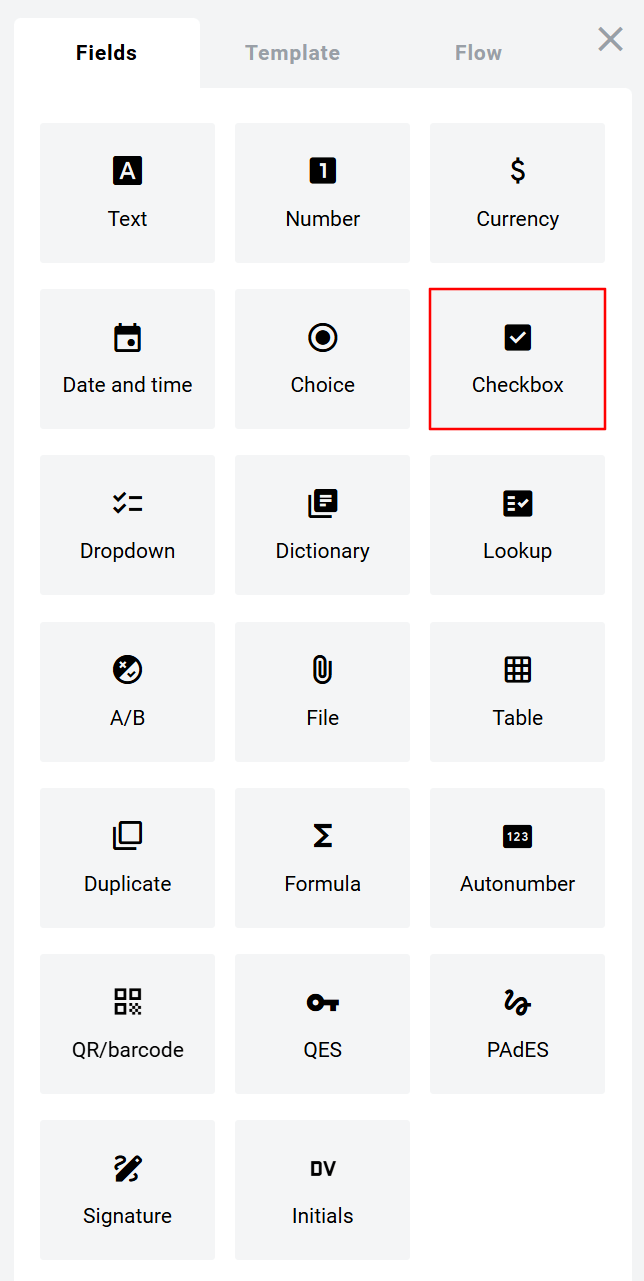 Fields Template Flow
A 1 $
Text Number Currency
Date and time Choice Checkbox
Dropdown Dictionary Lookup
A/B File Table
Σ 123
Duplicate Formula Autonumber
QR/barcode QES PAdES
DV
Signature Initials